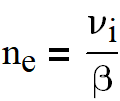 nₑ = νᵢ / β